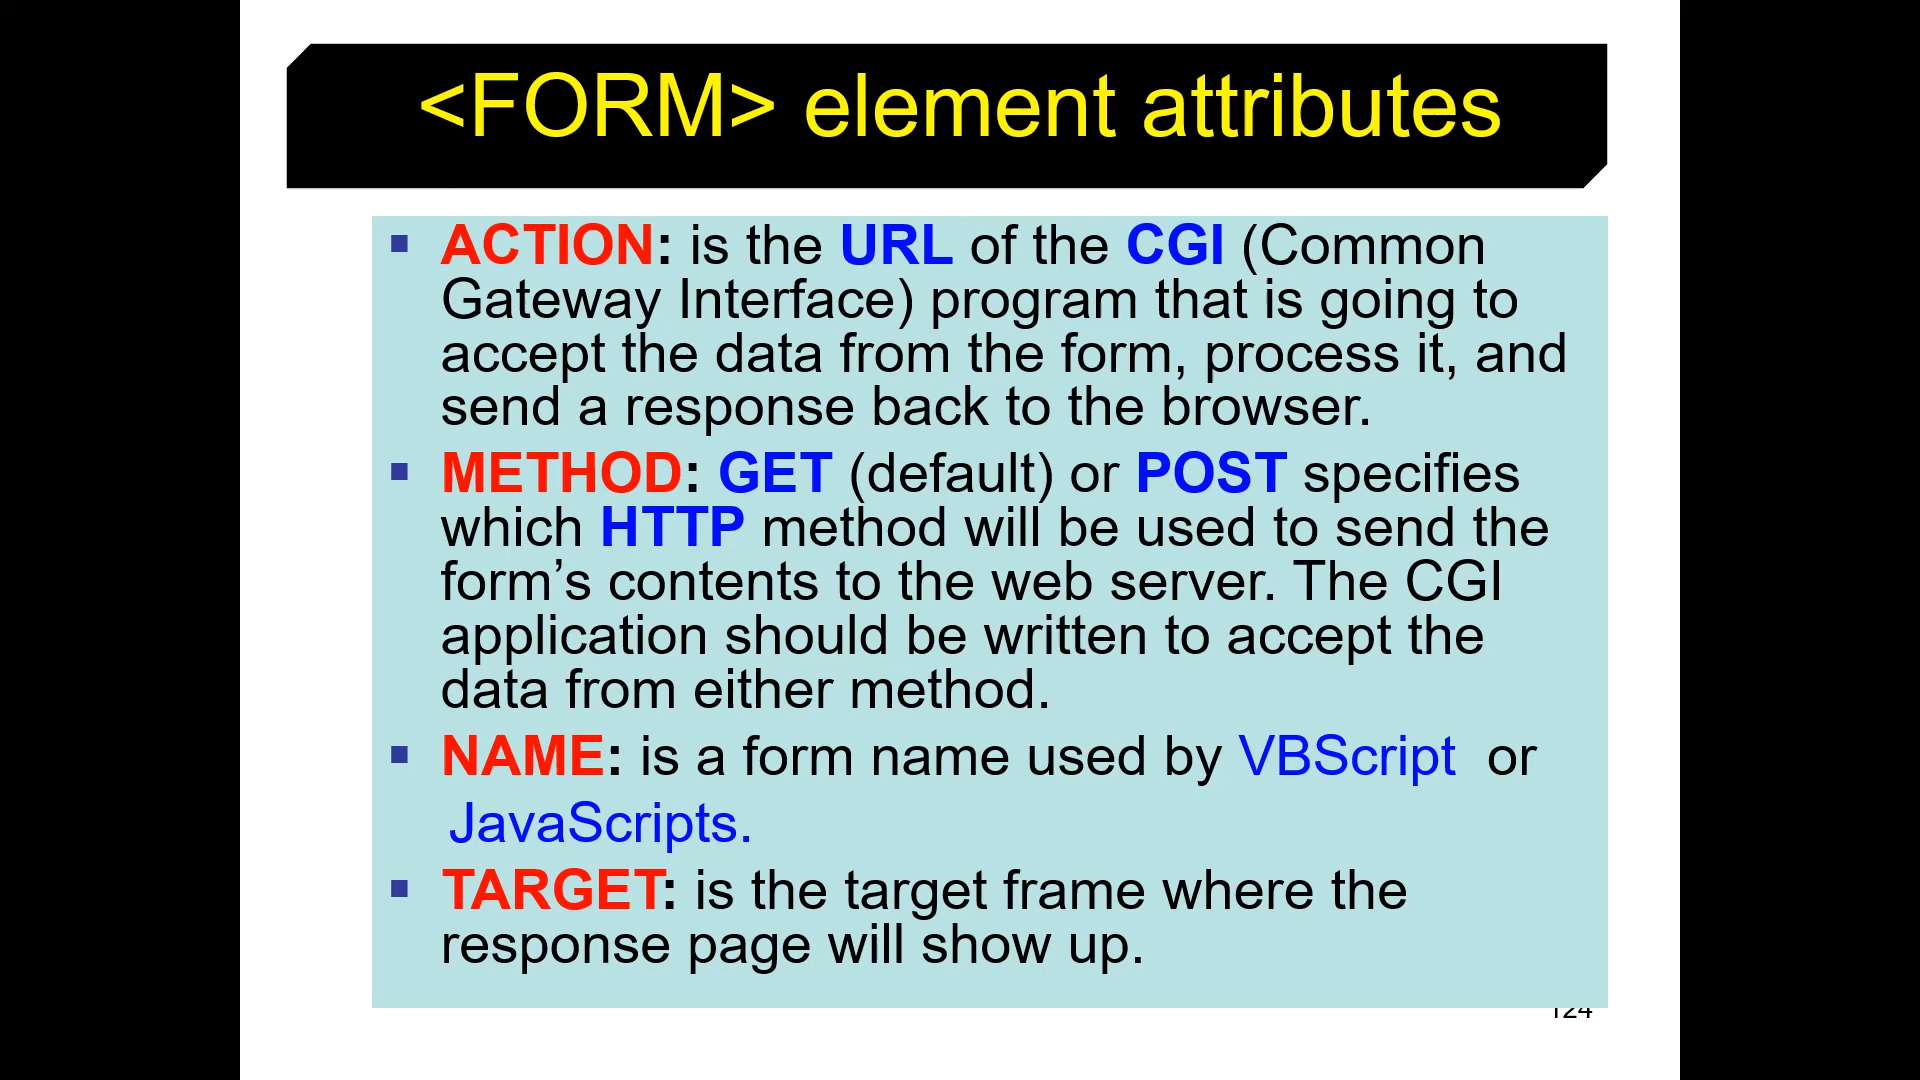 <FORM> element attributes
▪ ACTION: is the URL of the CGI (Common
Gateway Interface) program that is going to
accept the data from the form, process it, and
send a response back to the browser.
▪ METHOD: GET (default) or POST specifies
which HTTP method will be used to send the
form’s contents to the web server. The CGI
application should be written to accept the
data from either method.
▪ NAME: is a form name used by VBScript or
JavaScripts.
▪ TARGET: is the target frame where the
response page will show up.
124